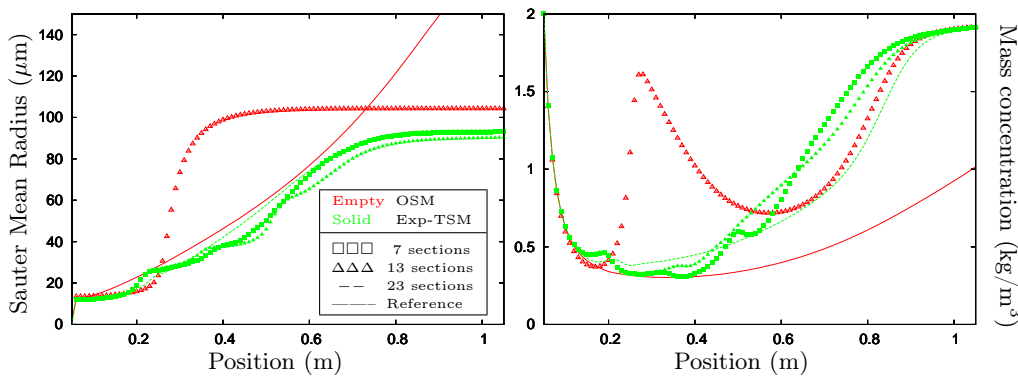 Sauter Mean Radius (μm)
140
120
100
80
60
40
20
0
0.2
0.4
0.6
0.8
1
Position (m)
Empty OSM
Solid Exp-TSM
□□□ 7 sections
△△△ 13 sections
−− 23 sections
——– Reference
2
1.5
1
0.5
0
0.2
0.4
0.6
0.8
1
Position (m)
Mass concentration (kg/m³)